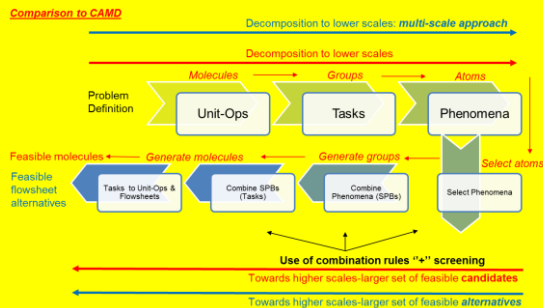 Comparison to CAMD
Decomposition to lower scales: multi-scale approach
Decomposition to lower scales
Molecules
Groups
Atoms
Problem
Definition
Unit-Ops
Tasks
Phenomena
Select atoms
Feasible molecules
Generate molecules
Generate groups
Feasible
flowsheet
alternatives
Tasks to Unit-Ops &
Flowsheets
Combine SPBs
(Tasks)
Combine
Phenomena (SPBs)
Select Phenomena
Use of combination rules ''+'' screening
Towards higher scales-larger set of feasible candidates
Towards higher scales-larger set of feasible alternatives